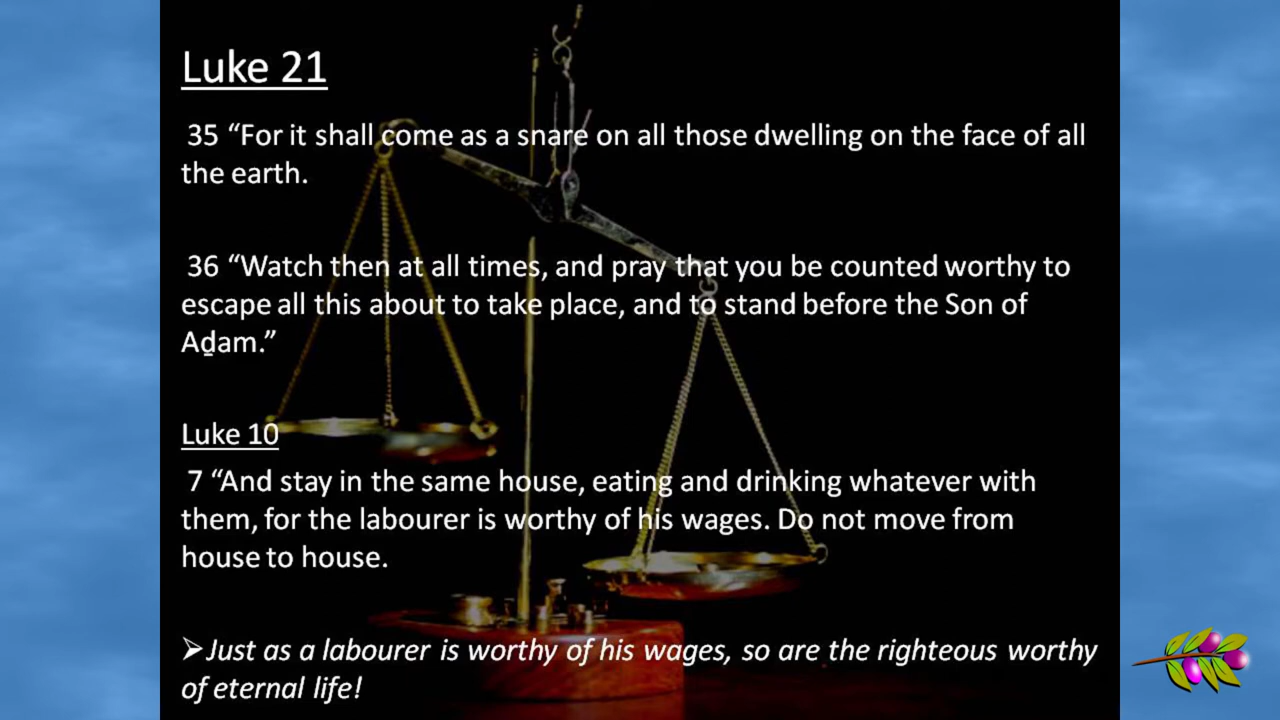 Luke 21
35 “For it shall come as a snare on all those dwelling on the face of all
the earth.
36 “Watch then at all times, and pray that you be counted worthy to
escape all this about to take place, and to stand before the Son of
Aḏam.”
Luke 10
7 “And stay in the same house, eating and drinking whatever with
them, for the labourer is worthy of his wages. Do not move from
house to house.
➢Just as a labourer is worthy of his wages, so are the righteous worthy
of eternal life!